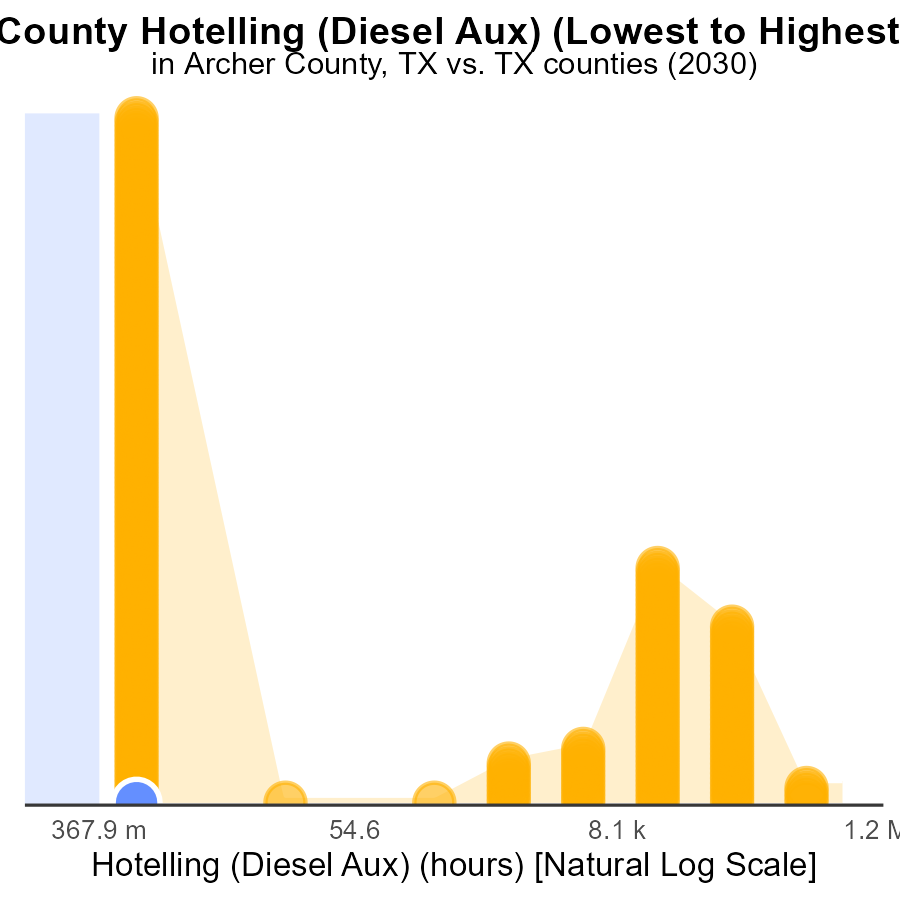 County Hotelling (Diesel Aux) (Lowest to Highest
in Archer County, TX vs. TX counties (2030)
367.9 m 54.6 8.1 k 1.2 M
Hotelling (Diesel Aux) (hours) [Natural Log Scale]